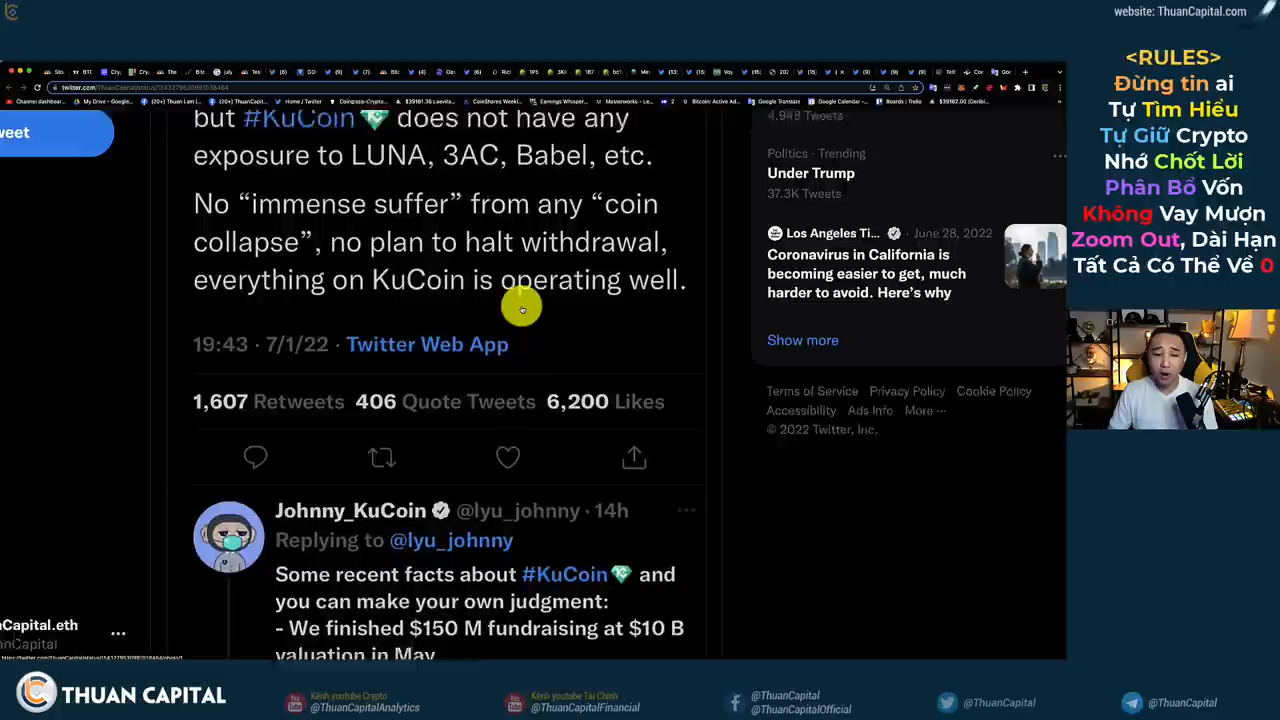 website: ThuanCapital.com
<RULES>
Đừng tin ai
Tự Tìm Hiểu
Tự Giữ Crypto
Nhớ Chốt Lời
Phân Bổ Vốn
Không Vay Mượn
Zoom Out, Dài Hạn
Tất Cả Có Thể Về 0
weet
but #KuCoin does not have any
exposure to LUNA, 3AC, Babel, etc.
No “immense suffer” from any “coin
collapse”, no plan to halt withdrawal,
everything on KuCoin is operating well.
19:43 · 7/1/22 · Twitter Web App
1,607 Retweets 406 Quote Tweets 6,200 Likes
Johnny_KuCoin @lyu_johnny · 14h
Replying to @lyu_johnny
Some recent facts about #KuCoin and
you can make your own judgment:
- We finished $150 M fundraising at $10 B
valuation in May
4,948 Tweets
Politics · Trending
Under Trump
37.3K Tweets
Los Angeles Ti... · June 28, 2022
Coronavirus in California is
becoming easier to get, much
harder to avoid. Here’s why
Show more
Terms of Service Privacy Policy Cookie Policy
Accessibility Ads Info More ···
© 2022 Twitter, Inc.
Capital.eth
nCapital
THUAN CAPITAL
Kênh youtube Crypto
@ThuanCapitalAnalytics
Kênh youtube Tài Chính
@ThuanCapitalFinancial
@ThuanCapital
@ThuanCapitalOfficial
@ThuanCapital
@ThuanCapital